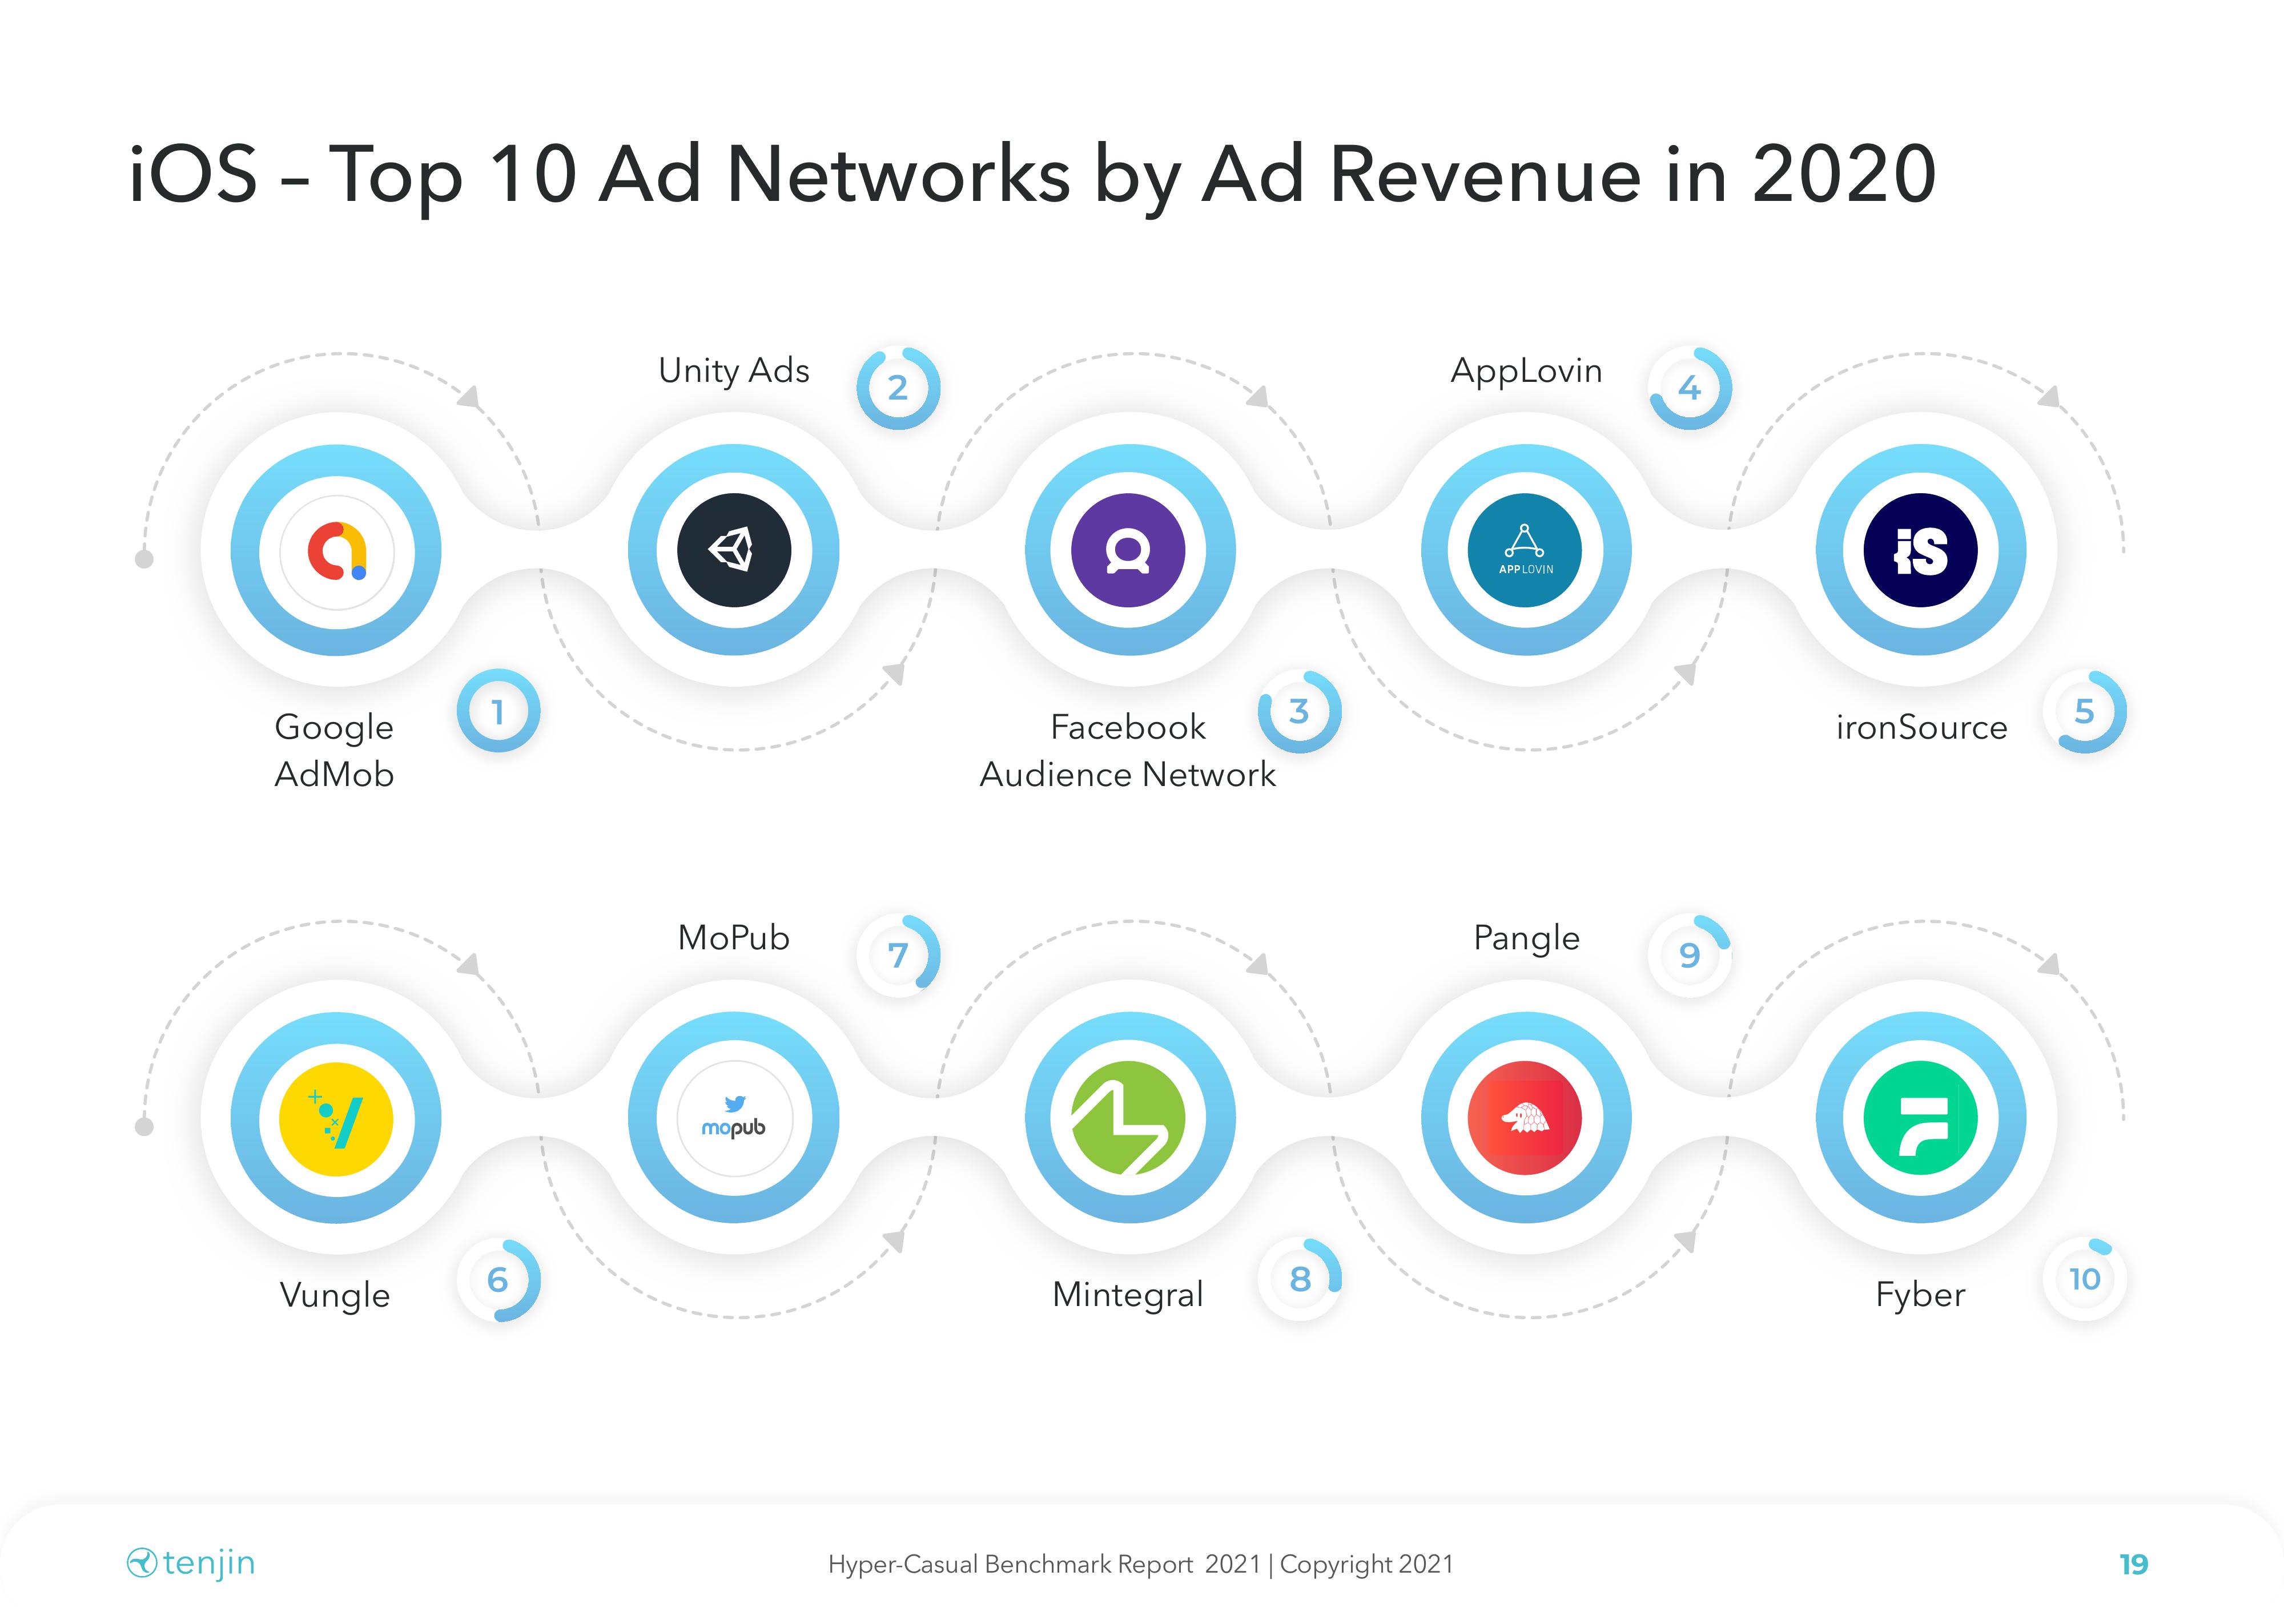 iOS – Top 10 Ad Networks by Ad Revenue in 2020
Google
AdMob
1
Unity Ads
2
Facebook
Audience Network
3
AppLovin
4
APPLOVIN
iS
ironSource
5
Vungle
6
MoPub
7
mopub
Mintegral
8
Pangle
9
Fyber
10
tenjin
Hyper-Casual Benchmark Report 2021 | Copyright 2021
19